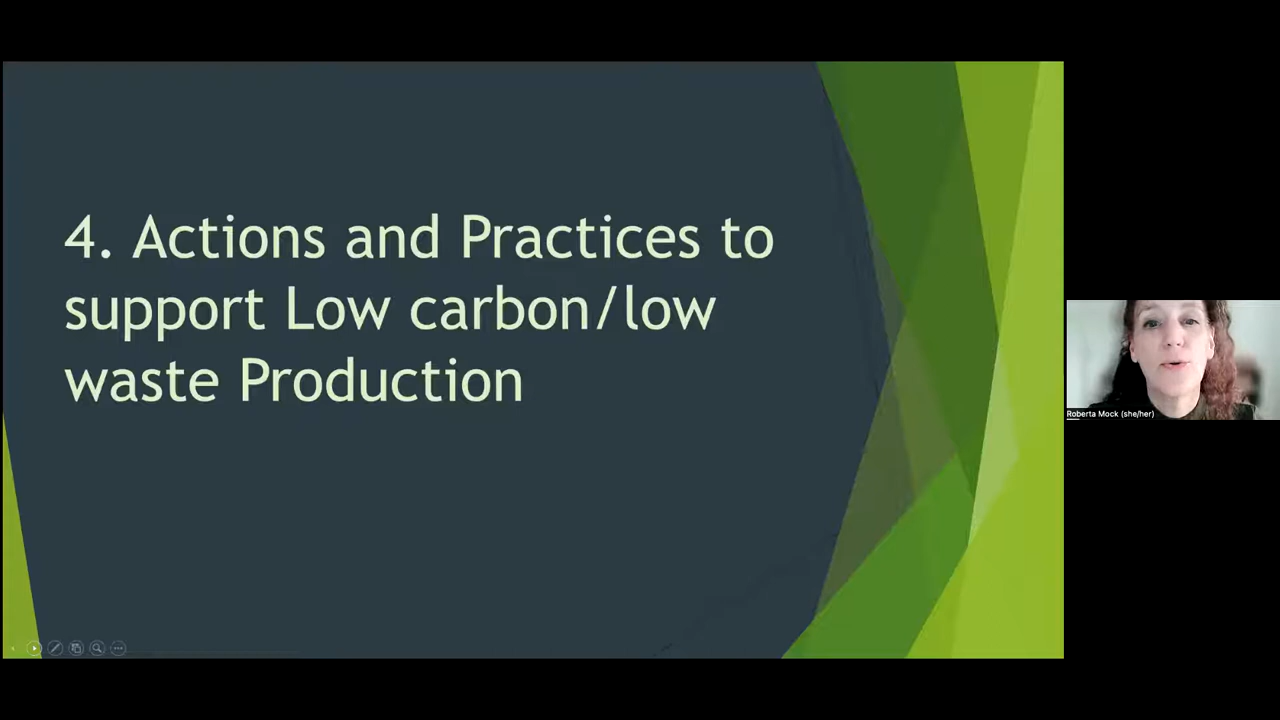 4. Actions and Practices to
support Low carbon/low
waste Production
Roberta Mock (she/her)